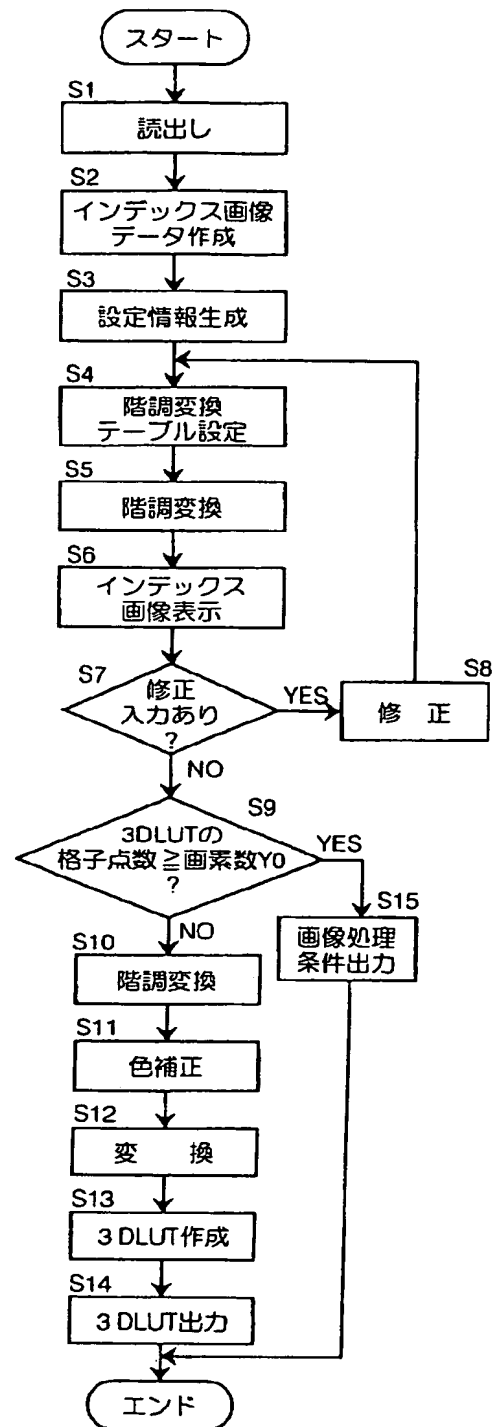 スタート
S1
読出し
S2
インデックス画像
データ作成
S3
設定情報生成
S4
階調変換
テーブル設定
S5
階調変換
S6
インデックス
画像表示
S7
修正
入力あり
?
YES
S8
修 正
NO
S9
3DLUTの
格子点数≧画素数Y0
?
YES
S15
画像処理
条件出力
NO
S10
階調変換
S11
色補正
S12
変 換
S13
3DLUT作成
S14
3DLUT出力
エンド